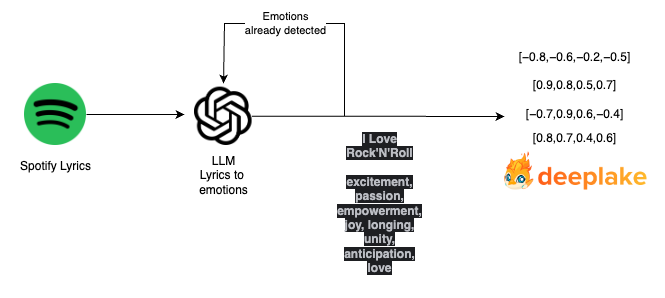 Emotions
already detected
[−0.8,−0.6,−0.2,−0.5]
[0.9,0.8,0.5,0.7]
[−0.7,0.9,0.6,−0.4]
[0.8,0.7,0.4,0.6]
Spotify Lyrics
LLM
Lyrics to
emotions
I Love
Rock'N'Roll
excitement,
passion,
empowerment,
joy, longing,
unity,
anticipation,
love
deeplake